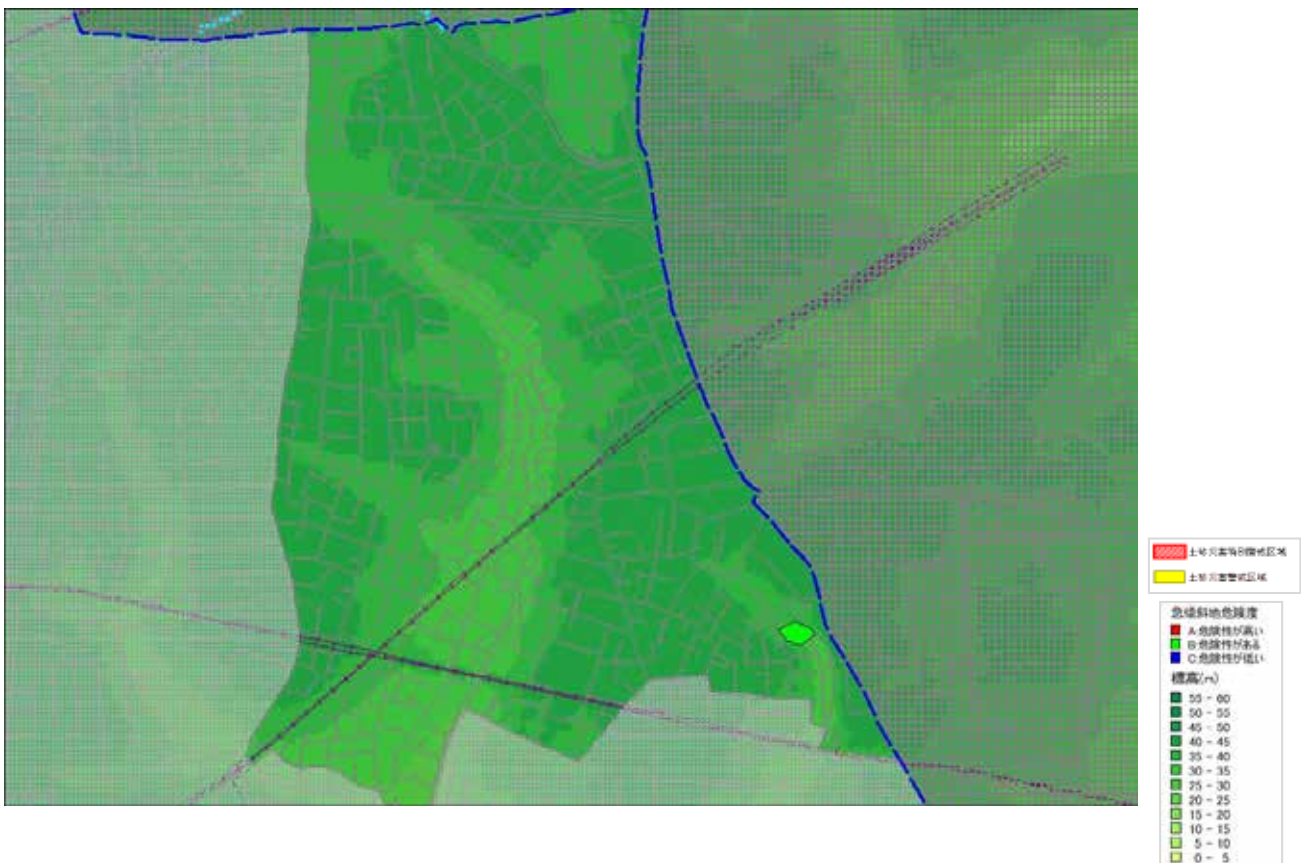 土砂災害特別警戒区域
土砂災害警戒区域
急傾斜地危険度
A:危険性が高い
B:危険性がある
C:危険性が低い
標高(m)
55 - 60
50 - 55
45 - 50
40 - 45
35 - 40
30 - 35
25 - 30
20 - 25
15 - 20
10 - 15
5 - 10
0 - 5